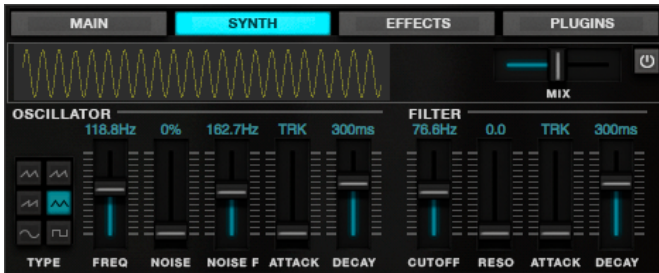 MAIN SYNTH EFFECTS PLUGINS
MIX
OSCILLATOR FILTER
118.8Hz 0% 162.7Hz TRK 300ms 76.6Hz 0.0 TRK 300ms
TYPE FREQ NOISE NOISE F ATTACK DECAY CUTOFF RESO ATTACK DECAY